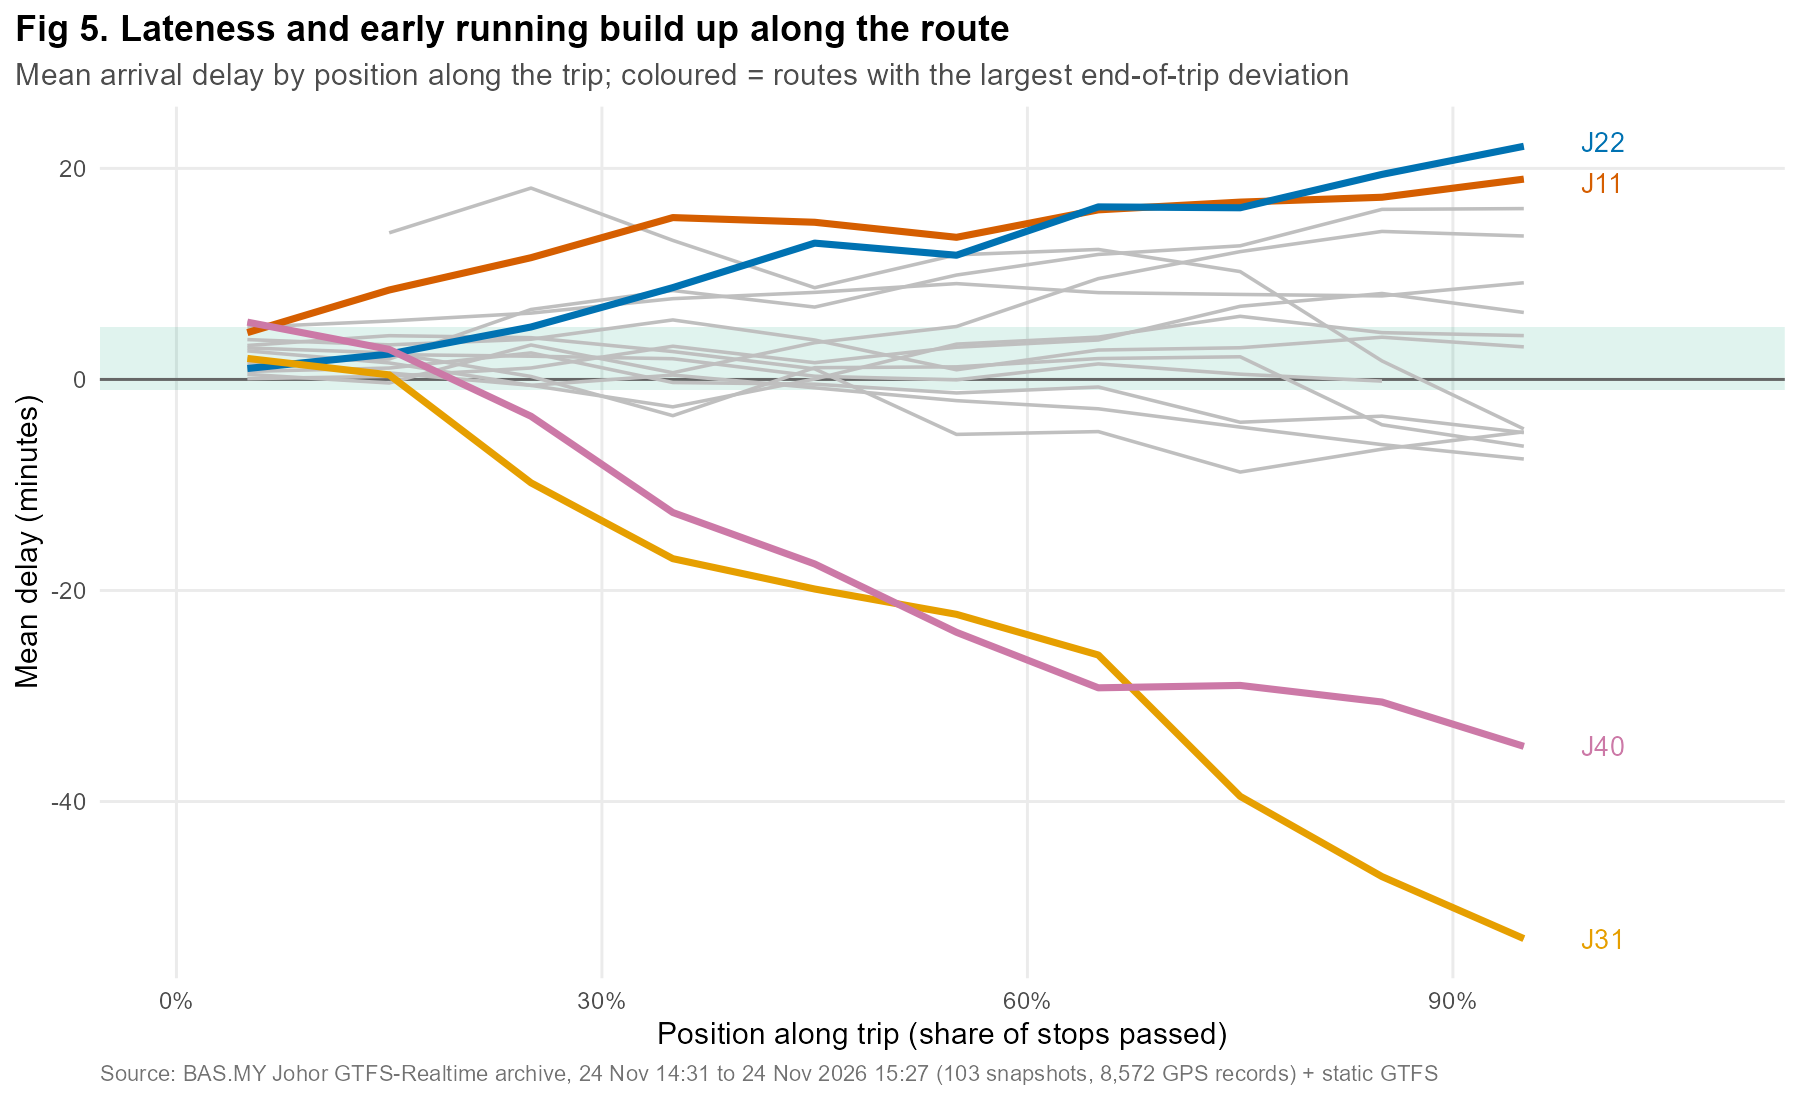 Fig 5. Lateness and early running build up along the route
Mean arrival delay by position along the trip; coloured = routes with the largest end-of-trip deviation
J22
20
J11
0
Mean delay (minutes)
-20
J40
-40
J31
0%
30%
60%
90%
Position along trip (share of stops passed)
Source: BAS.MY Johor GTFS-Realtime archive, 24 Nov 14:31 to 24 Nov 2026 15:27 (103 snapshots, 8,572 GPS records) + static GTFS